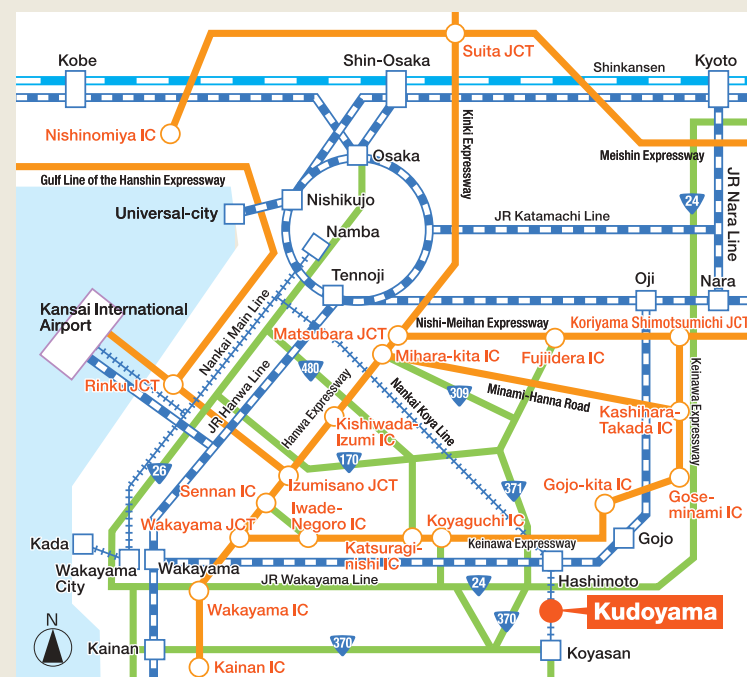 Suita JCT
Kobe
Shin-Osaka
Shinkansen
Kyoto
Nishinomiya IC
Kinki Expressway
Osaka
Meishin Expressway
Gulf Line of the Hanshin Expressway
24
JR Nara Line
Nishikujo
Universal-city
Namba
JR Katamachi Line
Tennoji
Oji
Nara
Kansai International
Airport
Nankai Main Line
Matsubara JCT
Nishi-Meihan Expressway
Koriyama Shotsumichi JCT
Mihara-kita IC
Fujidera IC
Rinku JCT
JR Hanwa Line
480
Hanwa Expressway
Nankai Koya Line
309
Minami-Hanna Road
Keinawa Expressway
Kashihara-
Takada IC
Kishiwada-
Izumi IC
26
170
371
Sennan IC
Izumisano JCT
Gojo-kita IC
Gose-
minami IC
Iwade-
Negoro IC
Wakayama JCT
Koyaguchi IC
Katsuragi-
nishi IC
Keinawa Expressway
Gojo
Kada
Wakayama
City
Wakayama
Hashimoto
JR Wakayama Line
24
Wakayama IC
Kudoyama
N
Kainan
370
370
Koyasan
Kainan IC